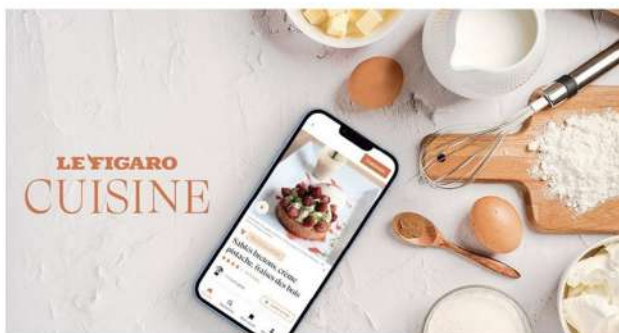 LE FIGARO
CUISINE
Sablés bretons, crème
pistache, fraises des bois